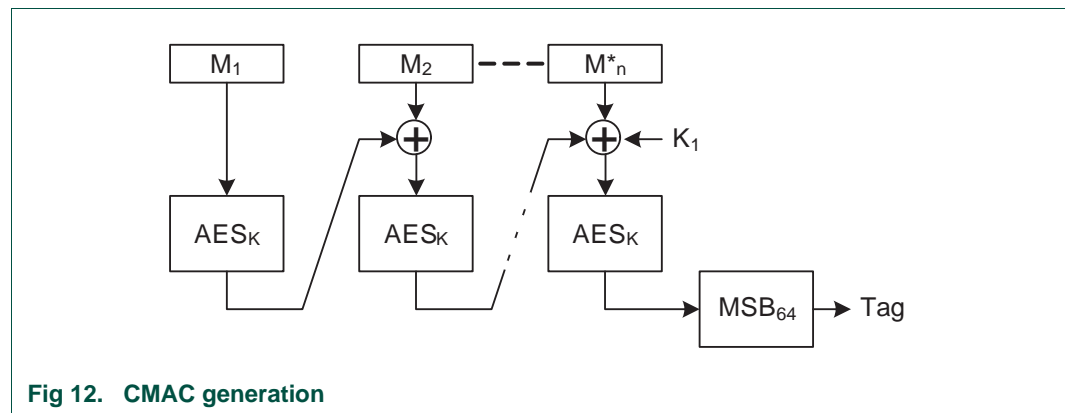 M₁ M₂ M*ₙ
K₁
AESₖ AESₖ AESₖ
MSB₆₄ Tag
Fig 12. CMAC generation